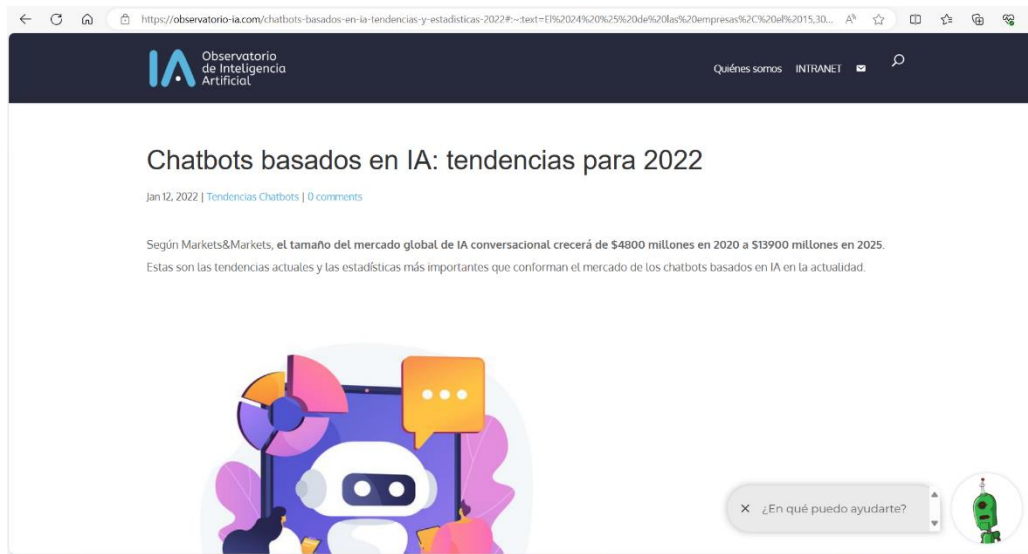 https://observatorio-ia.com/chatbots-basados-en-ia-tendencias-y-estadisticas-2022#:~:text=El%2024%20%25%20de%20las%20empresas%2C%20el%2015,30...
IA Observatorio
de Inteligencia
Artificial
Quiénes somos INTRANET
Chatbots basados en IA: tendencias para 2022
Jan 12, 2022 | Tendencias Chatbots | 0 comments
Según Markets&Markets, el tamaño del mercado global de IA conversacional crecerá de $4800 millones en 2020 a $13900 millones en 2025.
Estas son las tendencias actuales y las estadísticas más importantes que conforman el mercado de los chatbots basados en IA en la actualidad.
¿En qué puedo ayudarte?